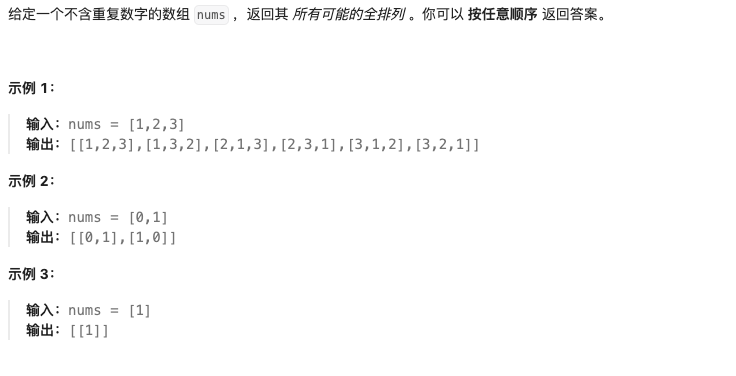 给定一个不含重复数字的数组 nums ，返回其 所有可能的全排列 。你可以 按任意顺序 返回答案。
示例 1：
输入：nums = [1,2,3]
输出：[[1,2,3],[1,3,2],[2,1,3],[2,3,1],[3,1,2],[3,2,1]]
示例 2：
输入：nums = [0,1]
输出：[[0,1],[1,0]]
示例 3：
输入：nums = [1]
输出：[[1]]